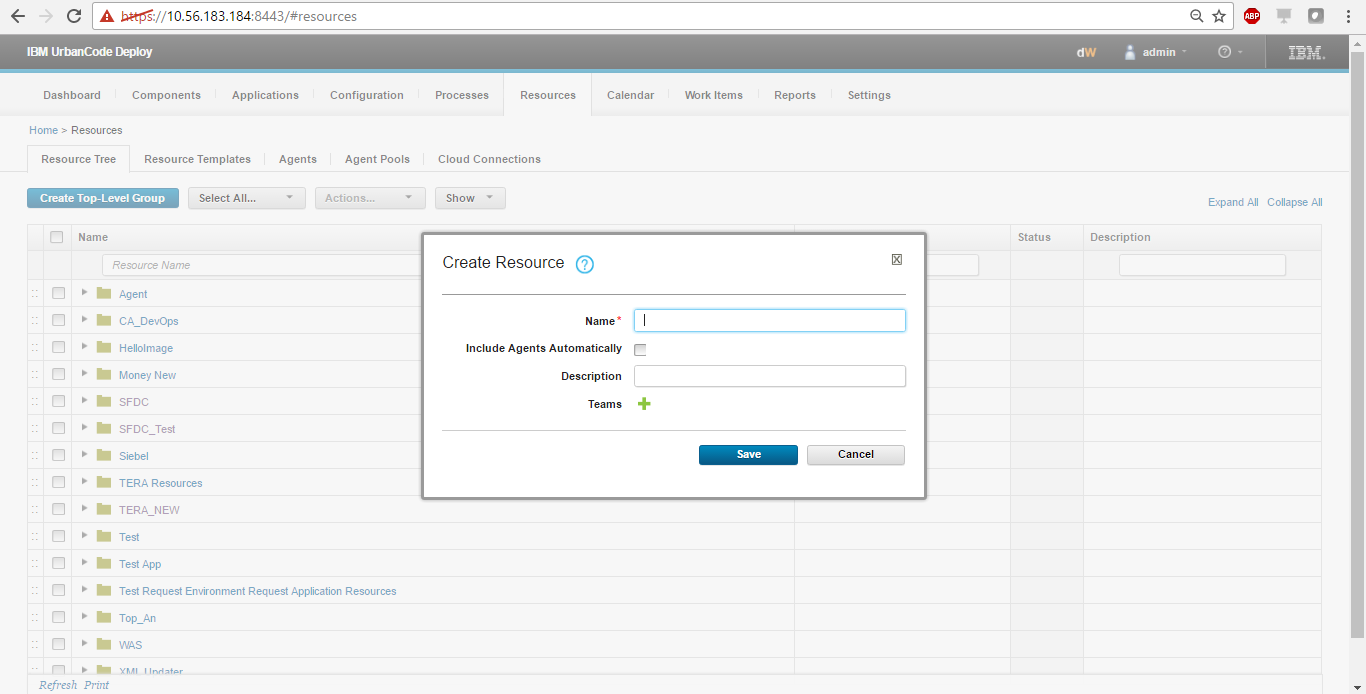 https://10.56.183.184:8443/#resources
ABP
IBM UrbanCode Deploy
dW admin IBM
Dashboard Components Applications Configuration Processes Resources Calendar Work Items Reports Settings
Home > Resources
Resource Tree Resource Templates Agents Agent Pools Cloud Connections
Create Top-Level Group Select All... Actions... Show Expand All Collapse All
Name Status Description
Resource Name
Create Resource ?
Name*
Include Agents Automatically
Description
Teams
Save Cancel
Agent
CA_DevOps
HelloImage
Money New
SFDC
SFDC_Test
Siebel
TERA Resources
TERA_NEW
Test
Test App
Test Request Environment Request Application Resources
Top_An
WAS
XML Updater
Refresh Print